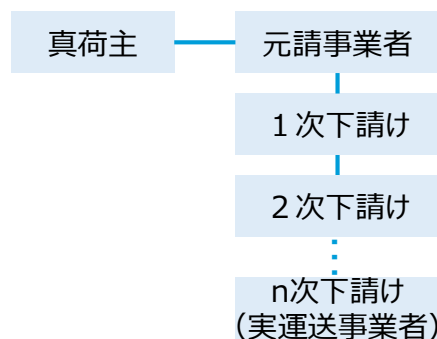 真荷主
元請事業者
１次下請け
２次下請け
n次下請け
（実運送事業者）